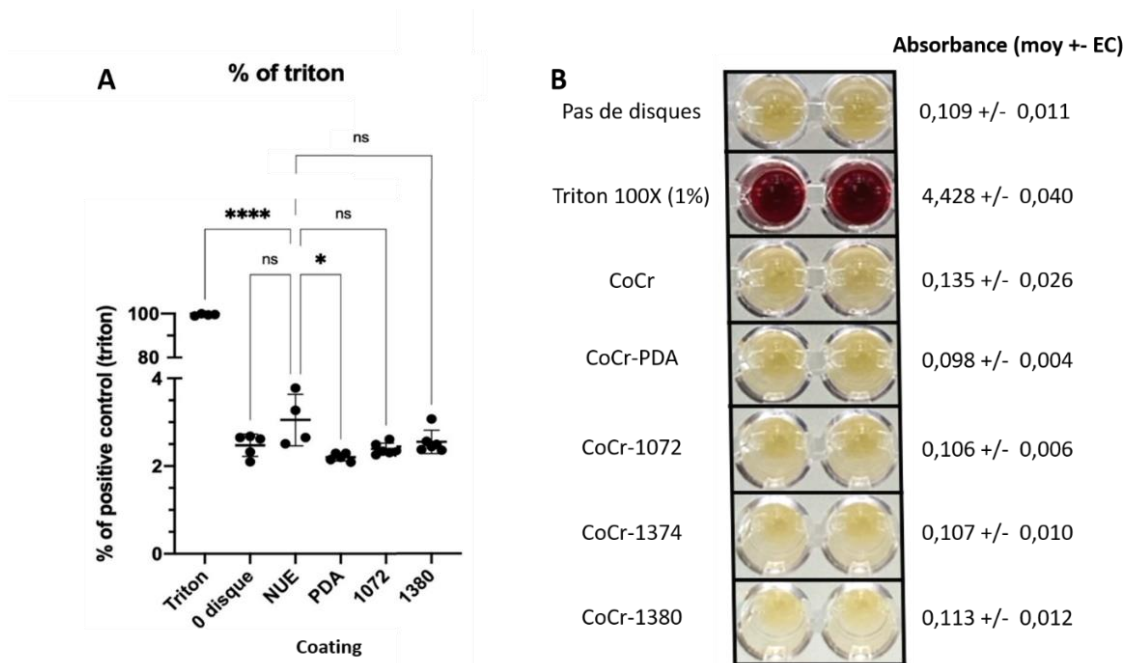 A
% of triton
ns
****
ns
ns
*
% of positive control (triton)
100
80
4
2
0
Triton
0 disque
NUE
PDA
1072
1380
Coating
B
Absorbance (moy +- EC)
Pas de disques
0,109 +/- 0,011
Triton 100X (1%)
4,428 +/- 0,040
CoCr
0,135 +/- 0,026
CoCr-PDA
0,098 +/- 0,004
CoCr-1072
0,106 +/- 0,006
CoCr-1374
0,107 +/- 0,010
CoCr-1380
0,113 +/- 0,012